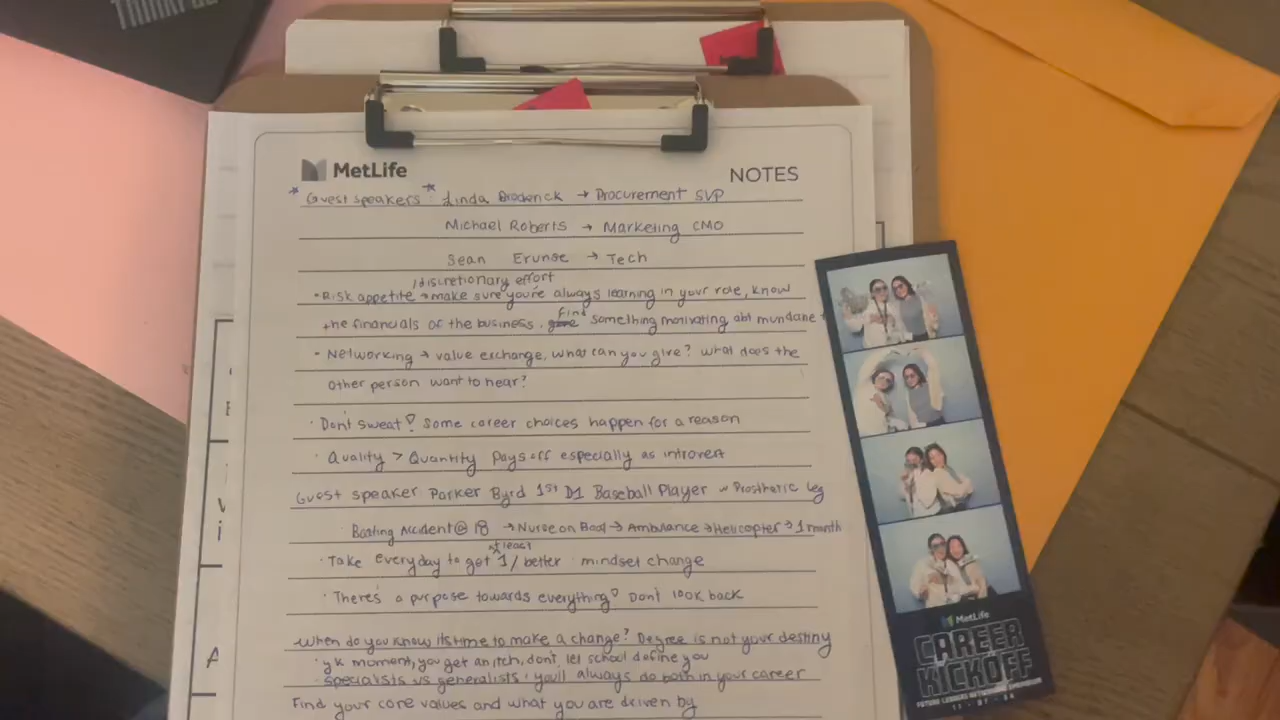 MetLife
NOTES
* Guest speakers * : Linda Broderick → Procurement SVP
Michael Roberts → Marketing CMO
Sean Erunse → Tech
/discretionary effort
• Risk appetite → make sure you're always learning in your role, know
the financials of the business. Find something motivating abt mundane
• Networking → value exchange, what can you give? What does the
other person want to hear?
• Don't sweat! Some career choices happen for a reason
• Quality > Quantity pays off especially as introvert
Guest speaker Parker Byrd 1st D1 Baseball Player w Prosthetic leg
Boating Accident @ 18 → Nurse on Boat → Ambulance → Helicopter → 1 month
at least
• Take everyday to get 1% better : mindset change
• There's a purpose towards everything! Don't look back
When do you know its time to make a change? Degree is not your destiny
• yk moment, you get an itch, don't let school define you
• specialists vs generalists : you'll always do both in your career
Find your core values and what you are driven by
MetLife
CAREER
KICKOFF
FUTURE LEADERS NETWORKING SYMPOSIUM